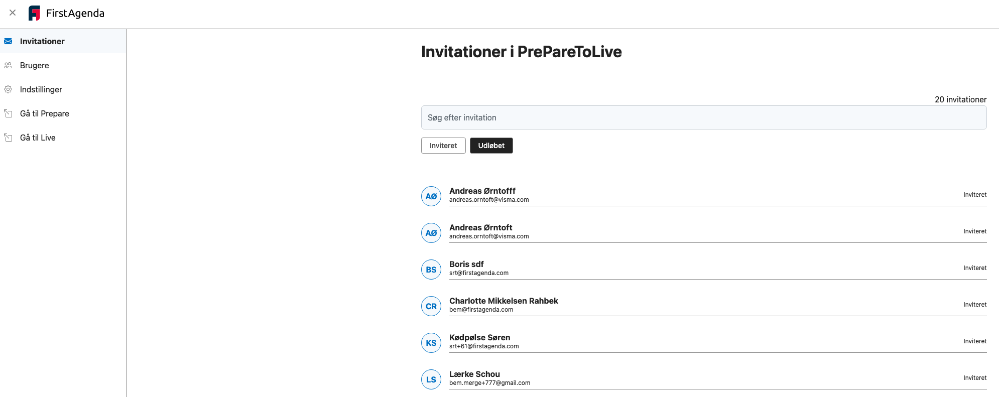 FirstAgenda
Invitationer
Brugere
Indstillinger
Gå til Prepare
Gå til Live
Invitationer i PrePareToLive
20 invitationer
Søg efter invitation
Inviteret Udløbet
AØ Andreas Ørntofff Inviteret
andreas.orntoft@visma.com
AØ Andreas Ørntoft Inviteret
andreas.orntoft@visma.com
BS Boris sdf Inviteret
srt@firstagenda.com
CR Charlotte Mikkelsen Rahbek Inviteret
bem@firstagenda.com
KS Kødpølse Søren Inviteret
srt+61@firstagenda.com
LS Lærke Schou Inviteret
bem.merge+777@gmail.com